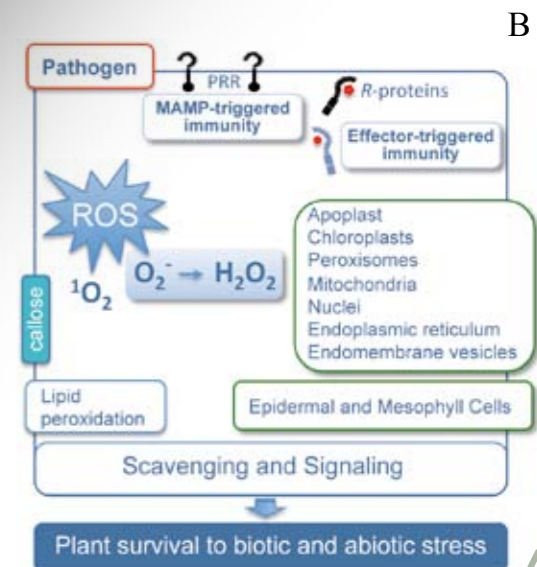 B
Pathogen
PRR
MAMP-triggered
immunity
R-proteins
Effector-triggered
immunity
ROS
¹O₂
O₂⁻ → H₂O₂
callose
Apoplast
Chloroplasts
Peroxisomes
Mitochondria
Nuclei
Endoplasmic reticulum
Endomembrane vesicles
Lipid
peroxidation
Epidermal and Mesophyll Cells
Scavenging and Signaling
Plant survival to biotic and abiotic stress